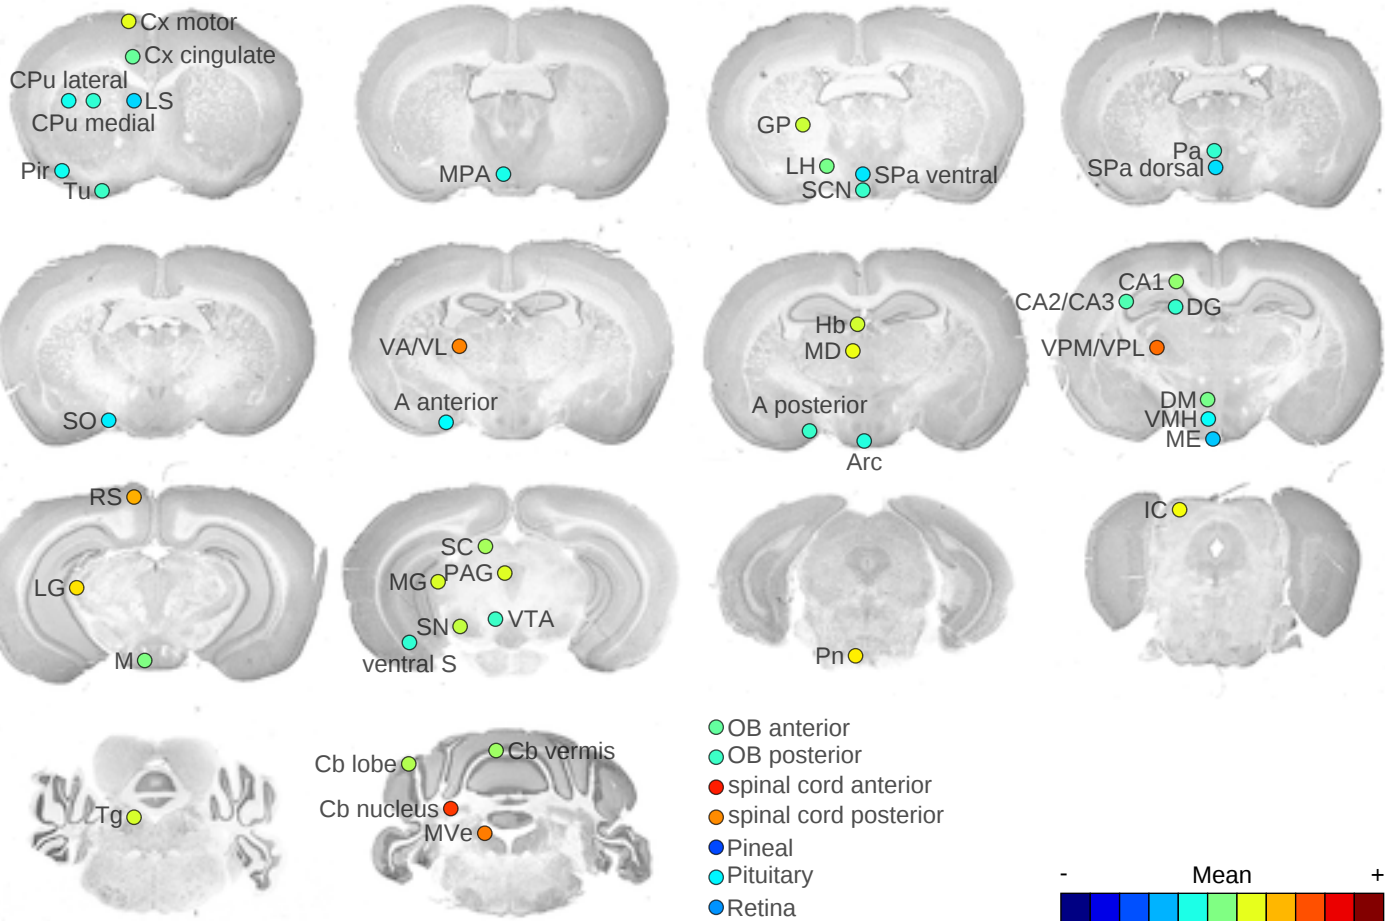 Cx motor
Cx cingulate
CPu lateral
LS
CPu medial
Pir
Tu
MPA
GP
LH
SPa ventral
SCN
Pa
SPa dorsal
SO
VA/VL
A anterior
Hb
MD
A posterior
Arc
CA1
CA2/CA3
DG
VPM/VPL
DM
VMH
ME
RS
LG
M
SC
MG
PAG
SN
VTA
ventral S
Pn
IC
Tg
Cb lobe
Cb vermis
Cb nucleus
MVe
OB anterior
OB posterior
spinal cord anterior
spinal cord posterior
Pineal
Pituitary
Retina
- Mean +